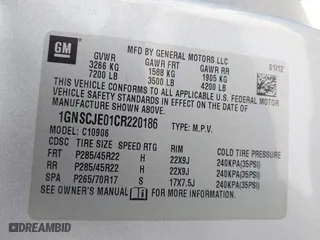 GM
MFD BY GENERAL MOTORS LLC
GVWR GAWR FRT GAWR RR 01/12
3266 KG 1588 KG 1905 KG
7200 LB 3500 LB 4200 LB
THIS VEHICLE CONFORMS TO ALL APPLICABLE U.S. FEDERAL
MOTOR VEHICLE SAFETY AND THEFT PREVENTION STANDARDS
IN EFFECT ON THE DATE OF MANUFACTURE SHOWN ABOVE.
1GNSCJE01CR220186 TYPE: M.P.V.
MODEL: C10906
CDSC TIRE SIZE SPEED RTG RIM COLD TIRE PRESSURE
FRT P285/45R22 H 22X9J 240KPA(35PSI)
RR P285/45R22 H 22X9J 240KPA(35PSI)
SPA P265/70R17 S 17X7.5J 240KPA(35PSI)
SEE OWNER'S MANUAL FOR ADDITIONAL INFORMATION.
DREAMBID